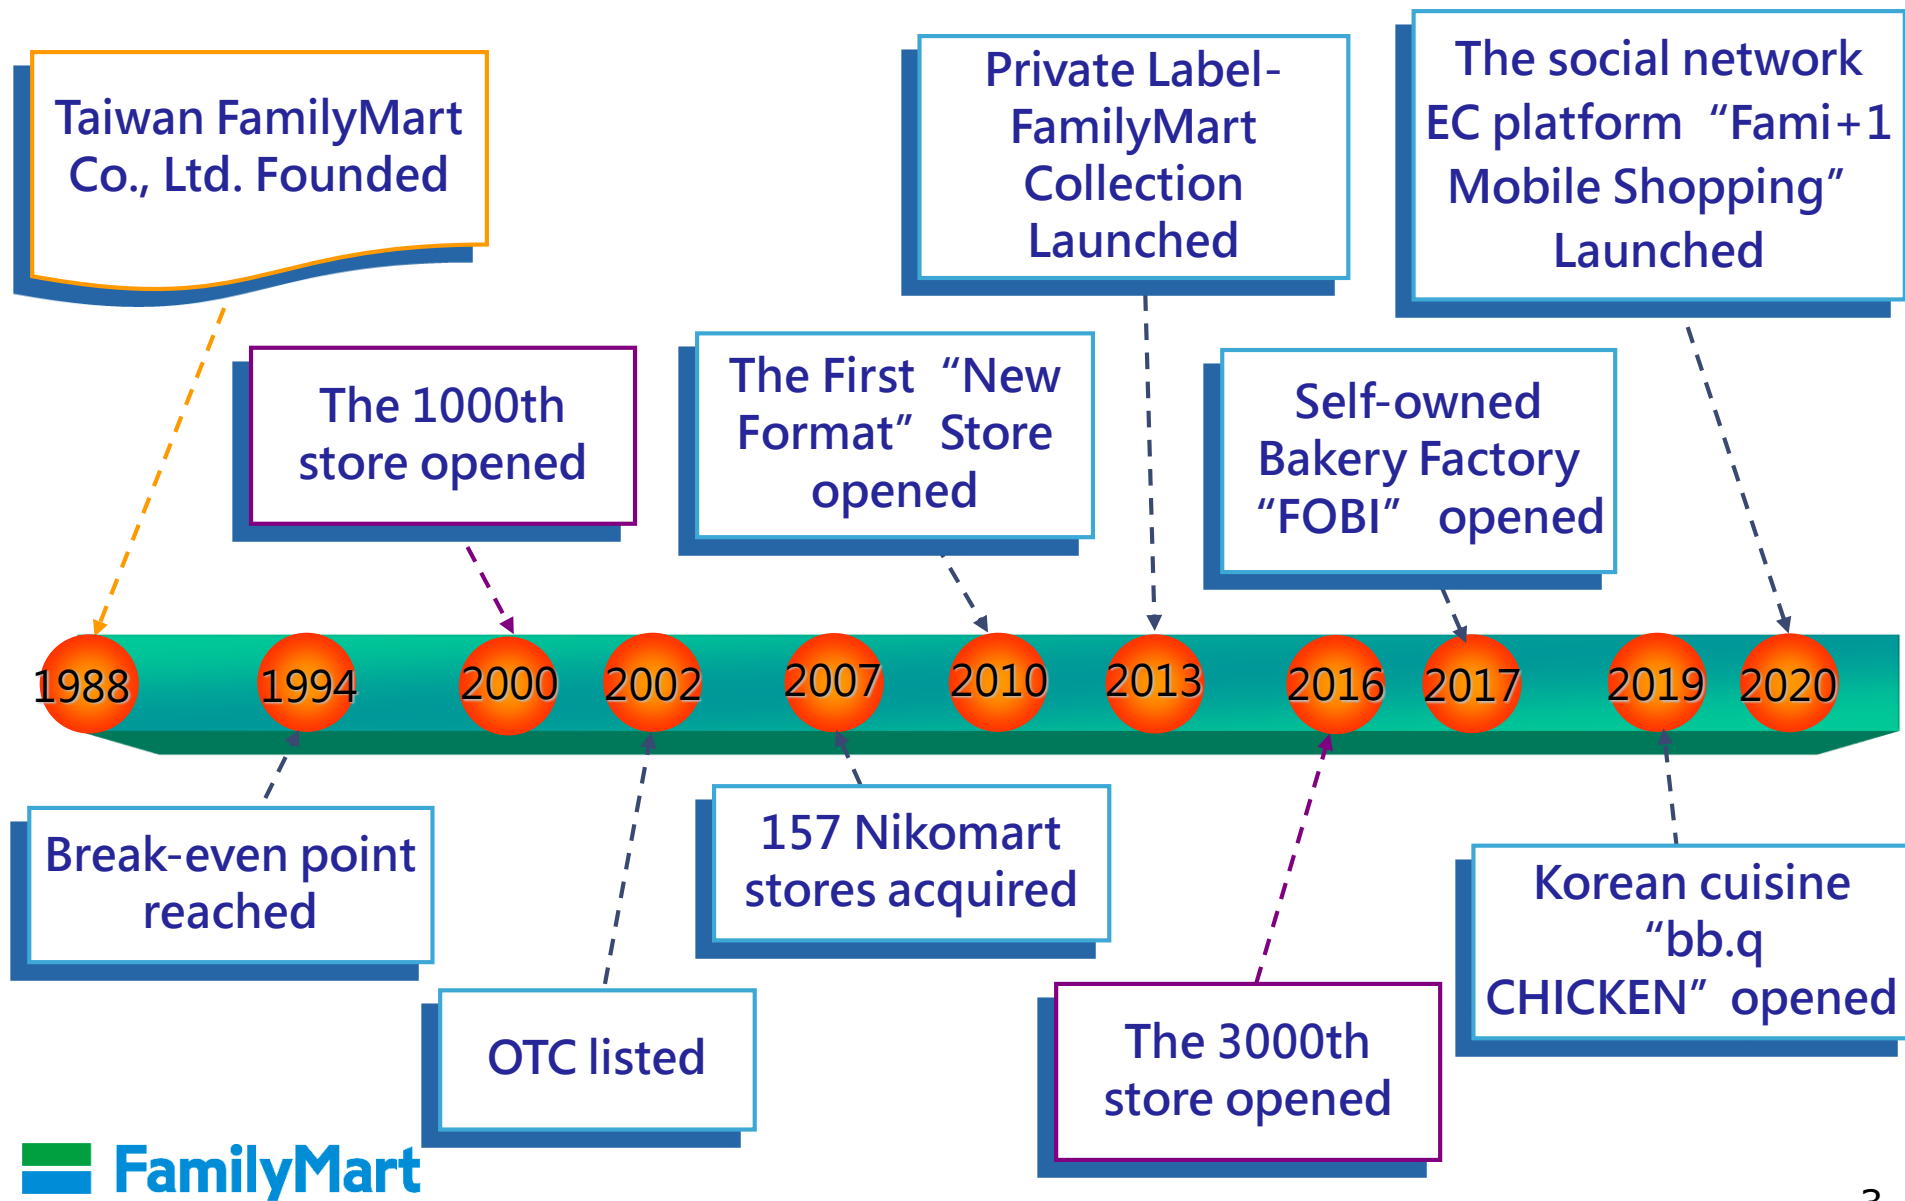 Taiwan FamilyMart
Co., Ltd. Founded
The 1000th
store opened
The First “New
Format” Store
opened
Private Label-
FamilyMart
Collection
Launched
Self-owned
Bakery Factory
“FOBI” opened
The social network
EC platform “Fami+1
Mobile Shopping”
Launched
1988
1994
2000
2002
2007
2010
2013
2016
2017
2019
2020
Break-even point
reached
OTC listed
157 Nikomart
stores acquired
The 3000th
store opened
Korean cuisine
“bb.q
CHICKEN” opened
FamilyMart
3